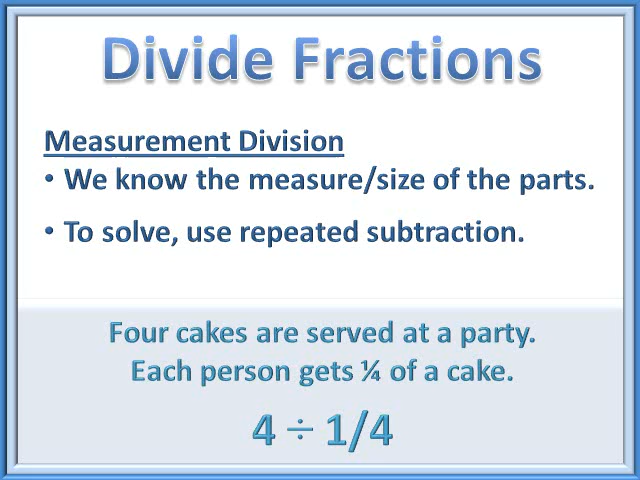 Divide Fractions
Measurement Division
• We know the measure/size of the parts.
• To solve, use repeated subtraction.
Four cakes are served at a party.
Each person gets ¼ of a cake.
4 ÷ 1/4